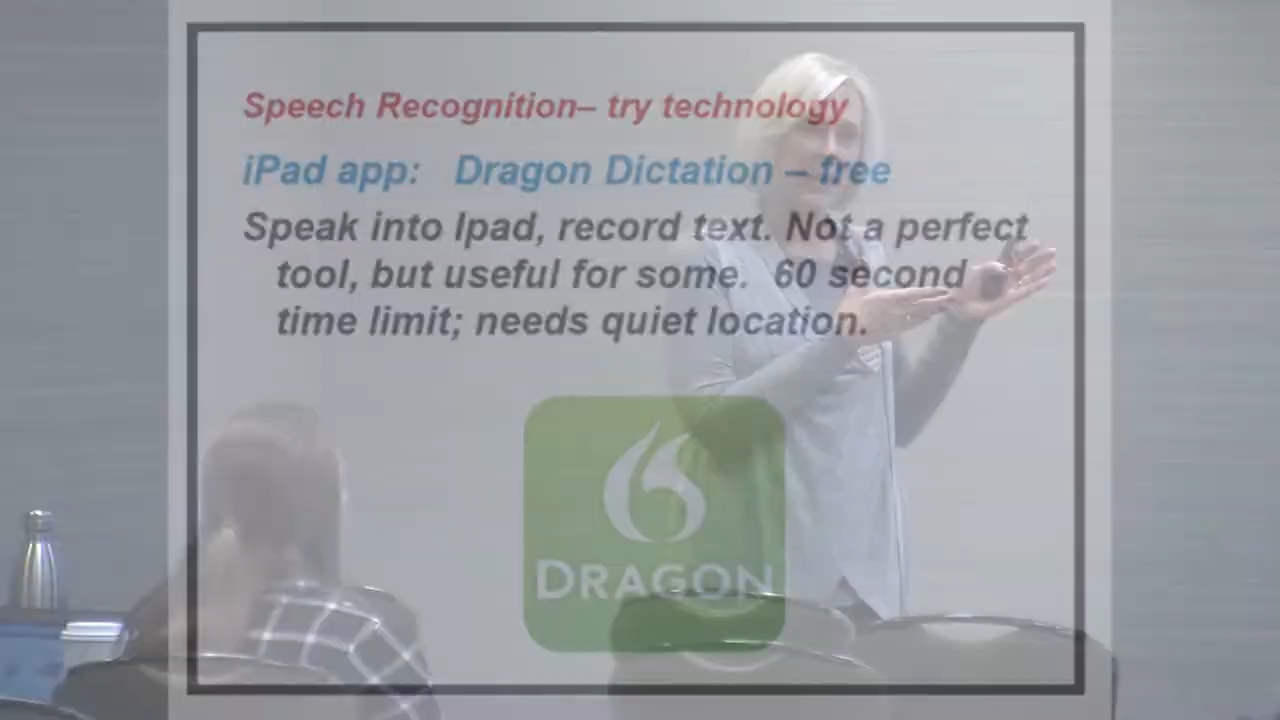 Speech Recognition– try technology
iPad app:   Dragon Dictation – free
Speak into Ipad, record text. Not a perfect
tool, but useful for some.  60 second
time limit; needs quiet location.
DRAGON